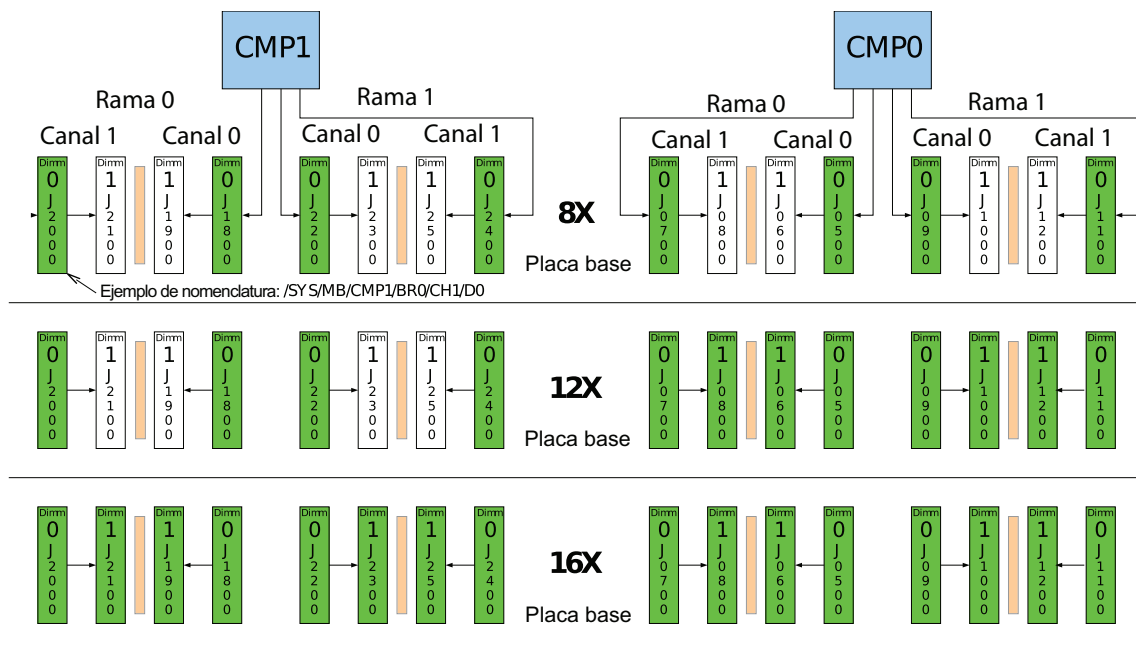 CMP1 CMP0
Rama 0 Rama 1 Rama 0 Rama 1
Canal 1 Canal 0 Canal 0 Canal 1 Canal 1 Canal 0 Canal 0 Canal 1
Dimm Dimm Dimm Dimm Dimm Dimm Dimm Dimm Dimm Dimm Dimm Dimm Dimm Dimm Dimm Dimm
0 1 1 0 0 1 1 0 0 1 1 0 0 1 1 0
J2000 J2100 J1900 J1800 J2200 J2300 J2500 J2400 J0700 J0800 J0600 J0500 J0900 J1000 J1200 J1100
8X
Placa base
Ejemplo de nomenclatura: /SYS/MB/CMP1/BR0/CH1/D0
Dimm Dimm Dimm Dimm Dimm Dimm Dimm Dimm Dimm Dimm Dimm Dimm Dimm Dimm Dimm Dimm
0 1 1 0 0 1 1 0 0 1 1 0 0 1 1 0
J2000 J2100 J1900 J1800 J2200 J2300 J2500 J2400 J0700 J0800 J0600 J0500 J0900 J1000 J1200 J1100
12X
Placa base
Dimm Dimm Dimm Dimm Dimm Dimm Dimm Dimm Dimm Dimm Dimm Dimm Dimm Dimm Dimm Dimm
0 1 1 0 0 1 1 0 0 1 1 0 0 1 1 0
J2000 J2100 J1900 J1800 J2200 J2300 J2500 J2400 J0700 J0800 J0600 J0500 J0900 J1000 J1200 J1100
16X
Placa base